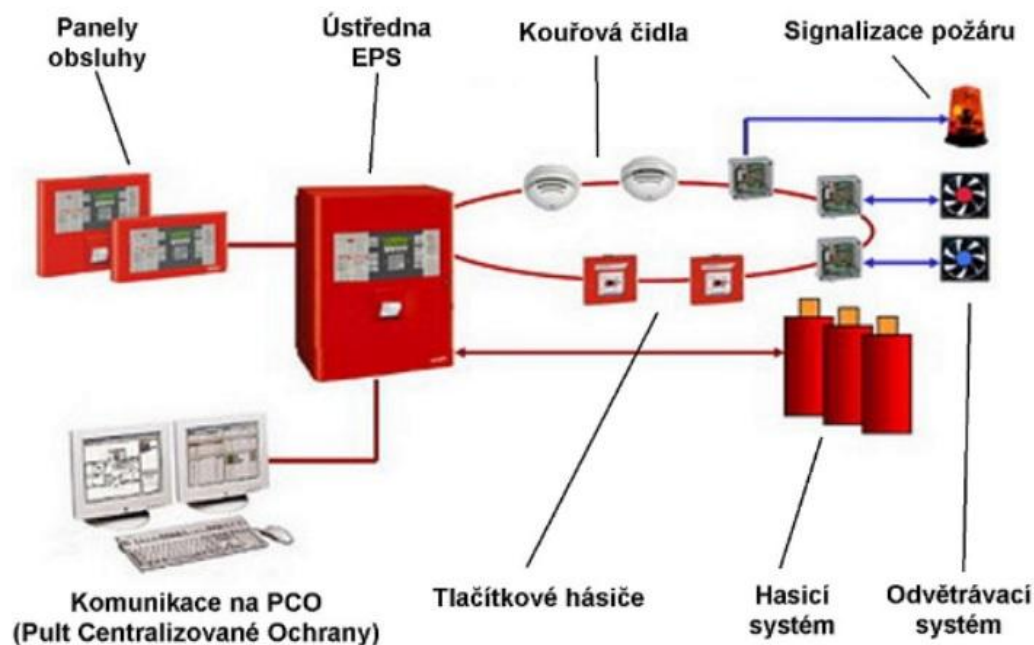 Panely
obsluhy
Ústředna
EPS
Kouřová čidla
Signalizace požáru
Komunikace na PCO
(Pult Centralizované Ochrany)
Tlačítkové hásiče
Hasicí
systém
Odvětrávací
systém